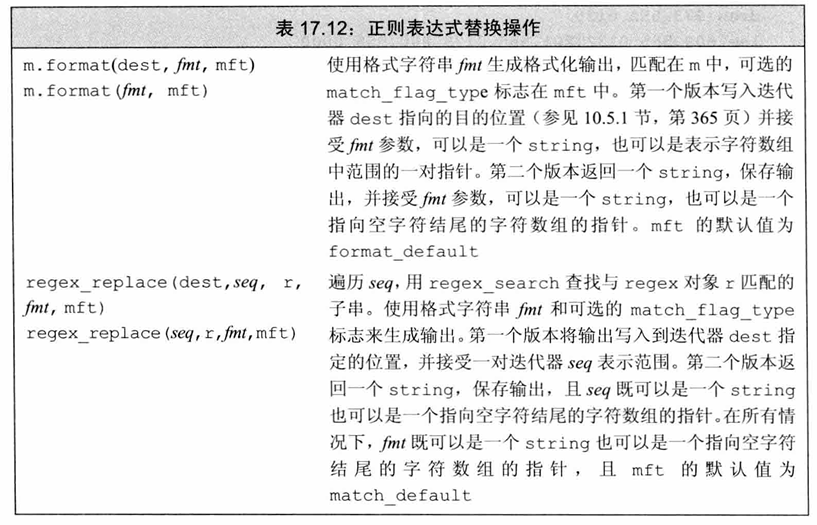 表 17.12：正则表达式替换操作
m.format(dest, fmt, mft)
m.format(fmt, mft)
使用格式字符串 fmt 生成格式化输出，匹配在 m 中，可选的
match_flag_type 标志在 mft 中。第一个版本写入迭代
器 dest 指向的目的位置（参见 10.5.1 节，第 365 页）并接
受 fmt 参数，可以是一个 string，也可以是表示字符数组
中范围的一对指针。第二个版本返回一个 string，保存输
出，并接受 fmt 参数，可以是一个 string，也可以是一个
指向空字符结尾的字符数组的指针。mft 的默认值为
format_default
regex_replace(dest,seq, r,
fmt, mft)
regex_replace(seq,r,fmt,mft)
遍历 seq，用 regex_search 查找与 regex 对象 r 匹配的
子串。使用格式字符串 fmt 和可选的 match_flag_type
标志来生成输出。第一个版本将输出写入到迭代器 dest 指
定的位置，并接受一对迭代器 seq 表示范围。第二个版本返
回一个 string，保存输出，且 seq 既可以是一个 string
也可以是一个指向空字符结尾的字符数组的指针。在所有情
况下，fmt 既可以是一个 string 也可以是一个指向空字符
结尾的字符数组的指针，且 mft 的默认值为
match_default